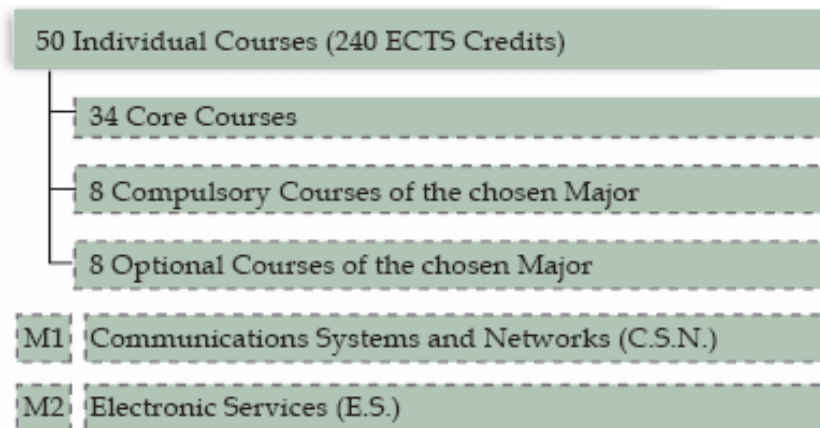 50 Individual Courses (240 ECTS Credits)
34 Core Courses
8 Compulsory Courses of the chosen Major
8 Optional Courses of the chosen Major
M1 Communications Systems and Networks (C.S.N.)
M2 Electronic Services (E.S.)